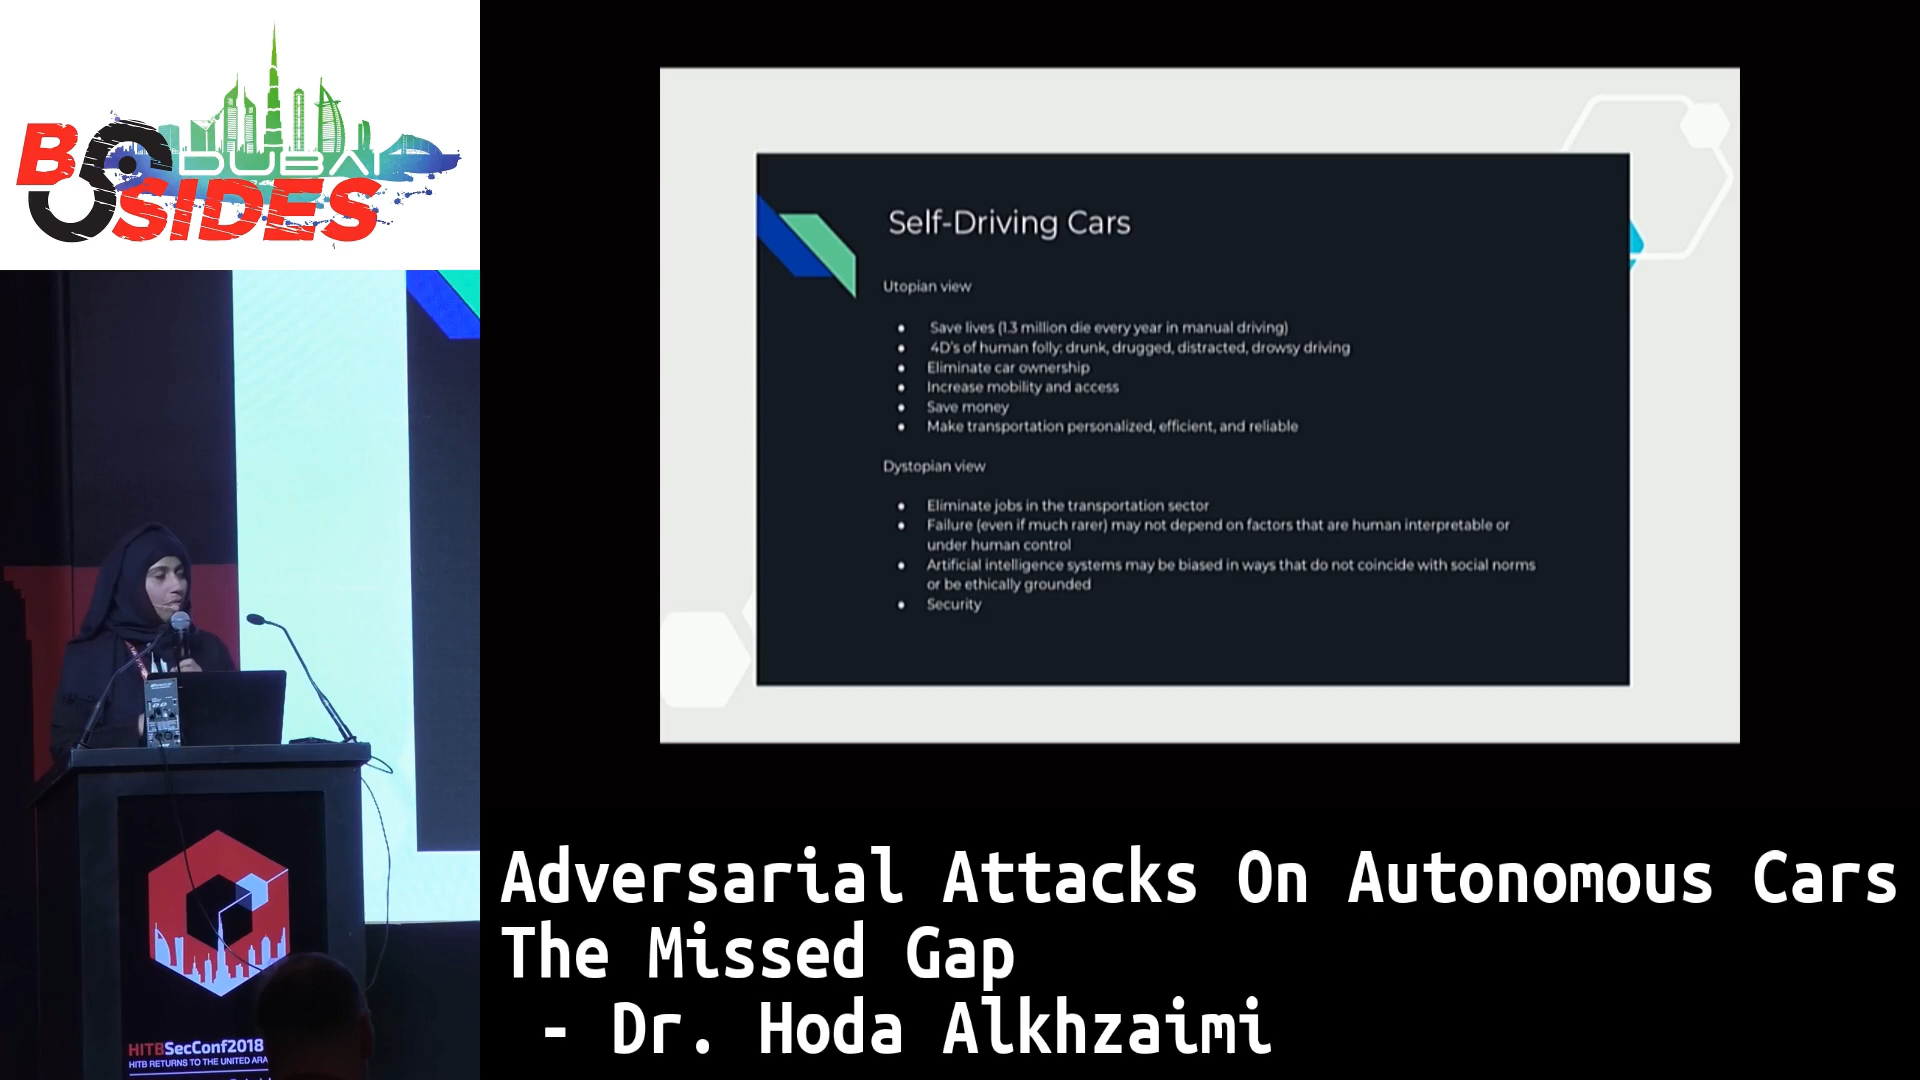 BSIDES
DUBAI
Self-Driving Cars
Utopian view
● Save lives (1.3 million die every year in manual driving)
● 4D's of human folly: drunk, drugged, distracted, drowsy driving
● Eliminate car ownership
● Increase mobility and access
● Save money
● Make transportation personalized, efficient, and reliable
Dystopian view
● Eliminate jobs in the transportation sector
● Failure (even if much rarer) may not depend on factors that are human interpretable or
under human control
● Artificial intelligence systems may be biased in ways that do not coincide with social norms
or be ethically grounded
● Security
HITBSecConf2018
HITB RETURNS TO THE UNITED ARA
Adversarial Attacks On Autonomous Cars
The Missed Gap
- Dr. Hoda Alkhzaimi